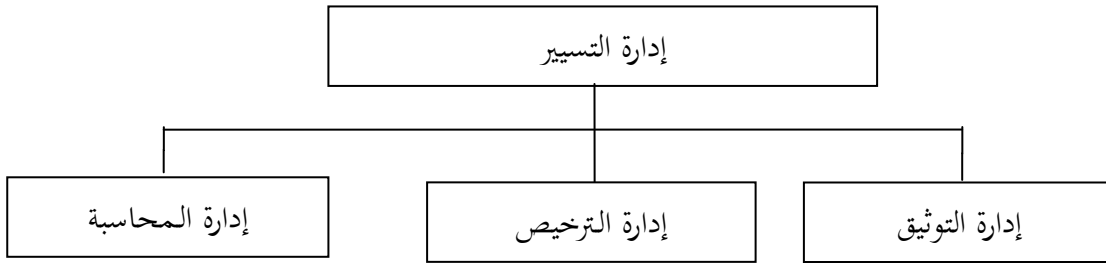 إدارة التسيير
إدارة التوثيق
إدارة الترخيص
إدارة المحاسبة